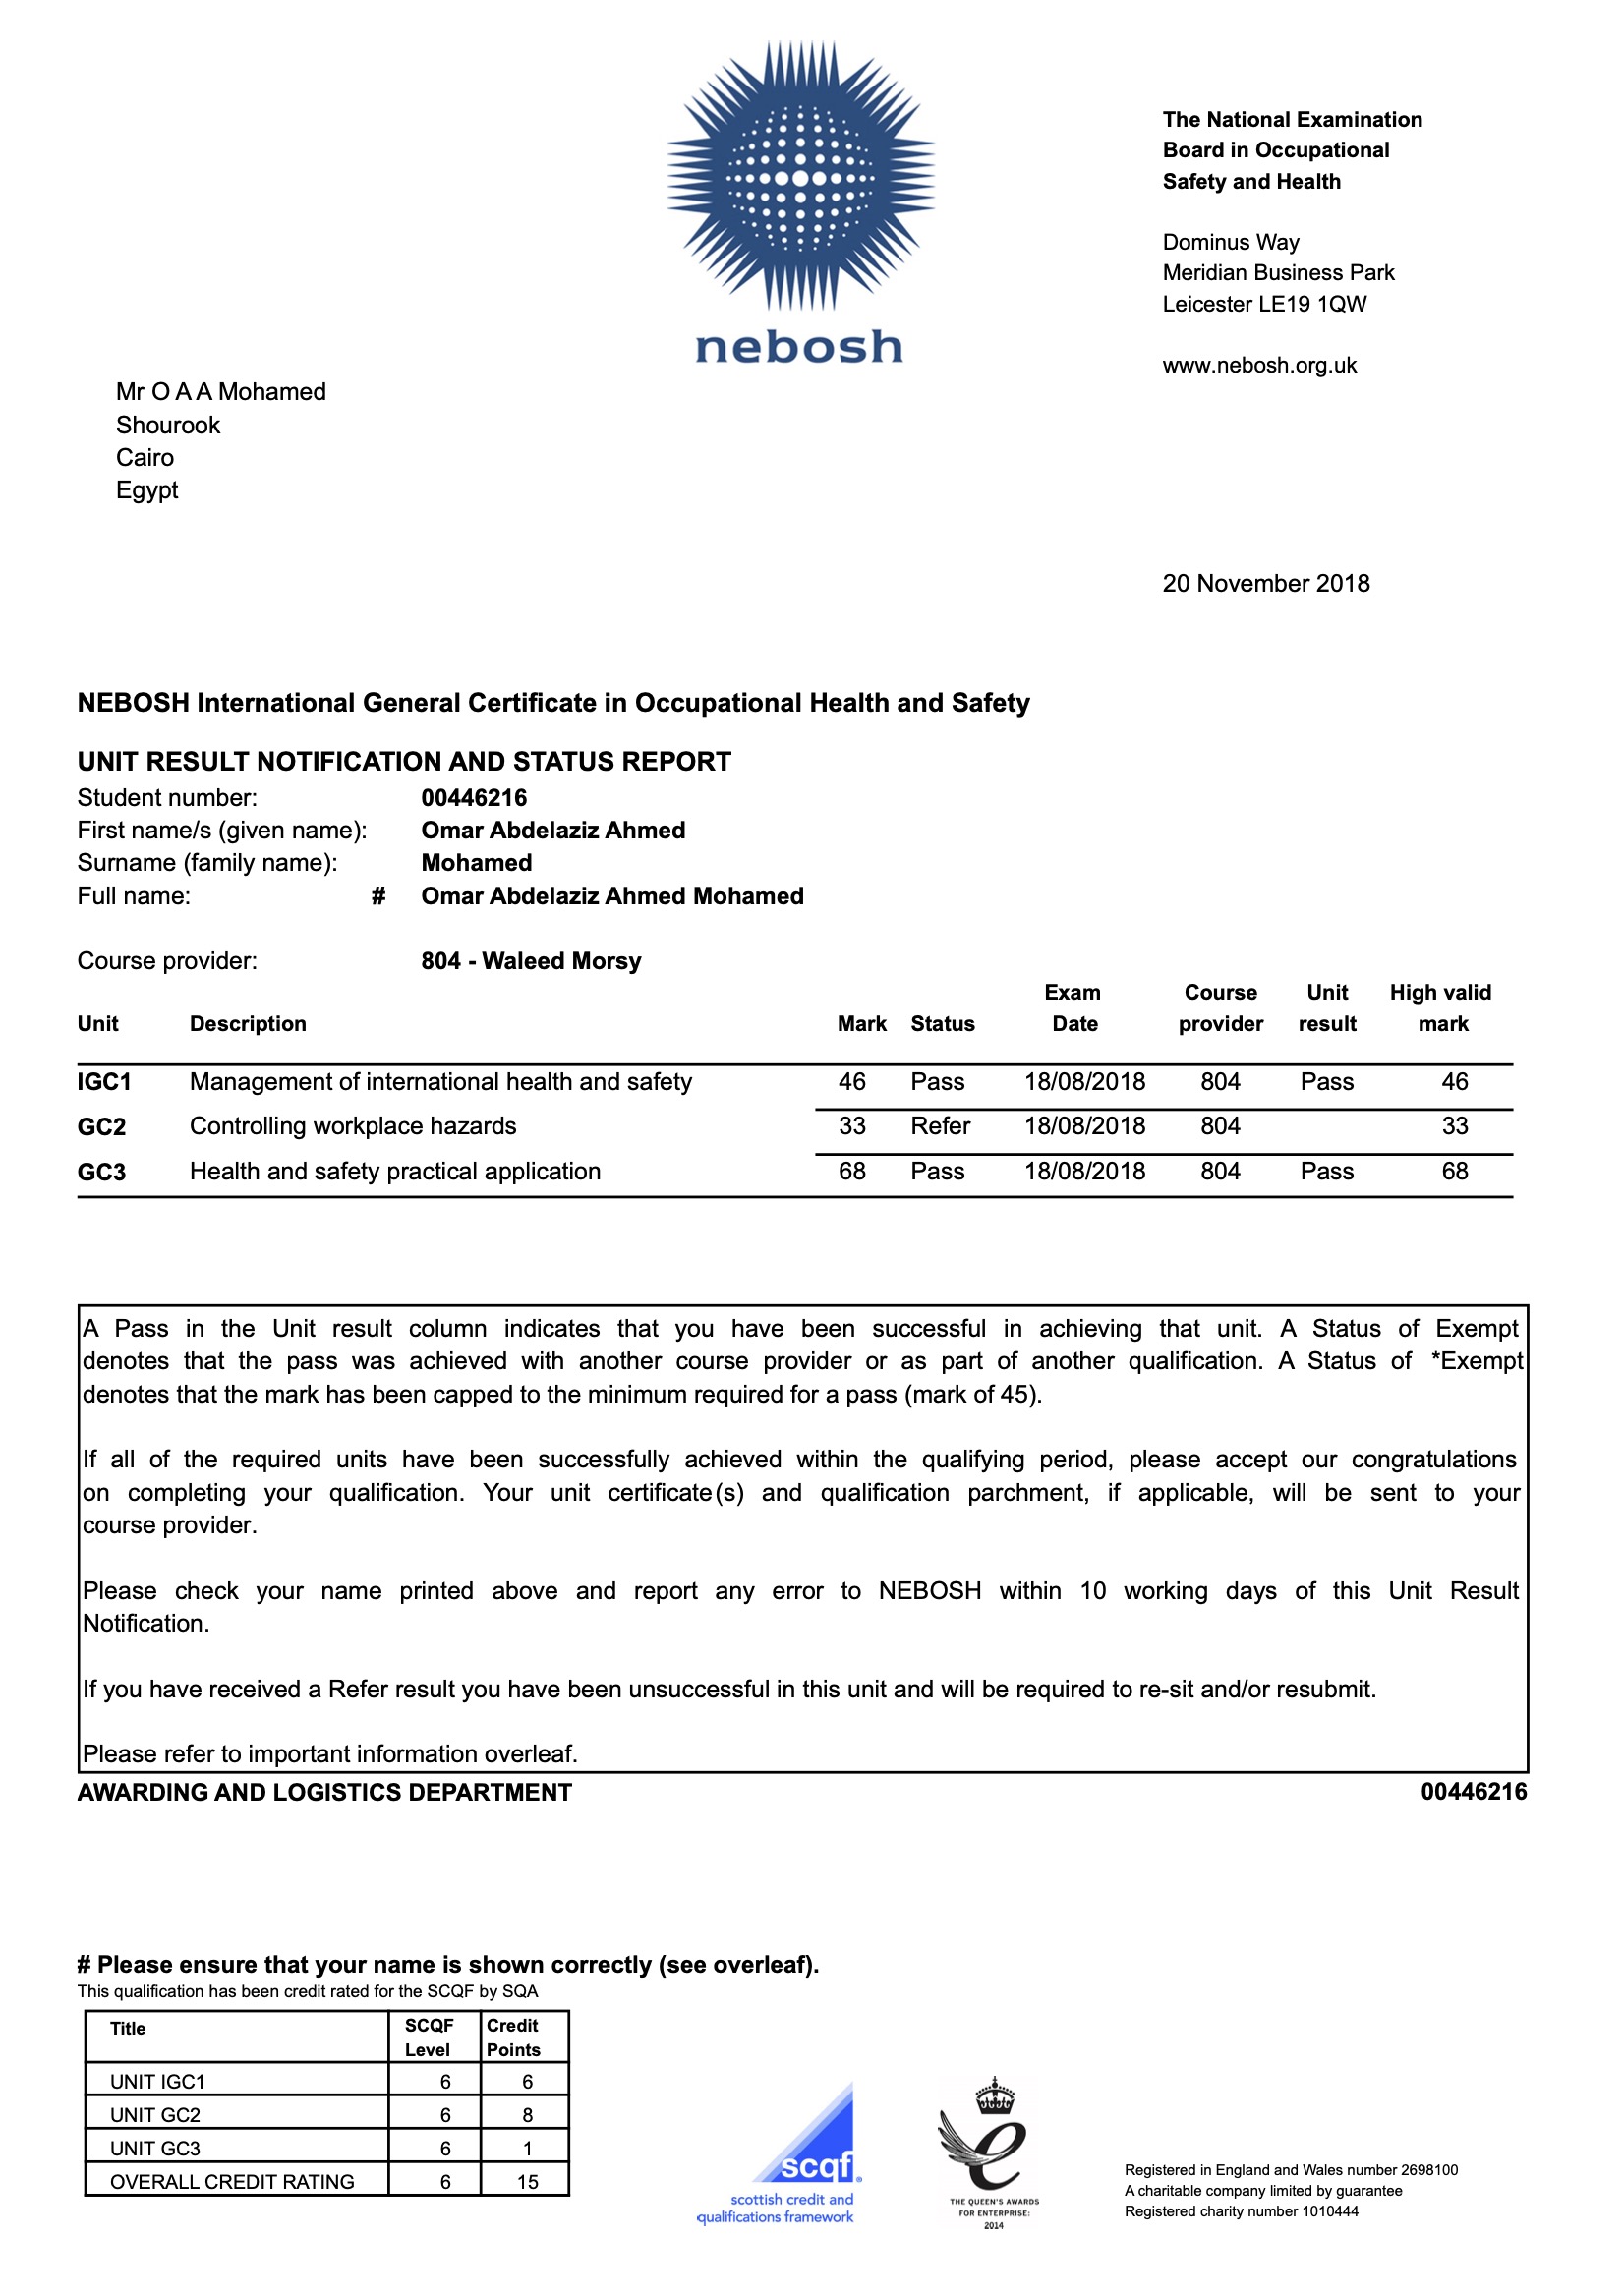 The National Examination
Board in Occupational
Safety and Health
Dominus Way
Meridian Business Park
Leicester LE19 1QW
www.nebosh.org.uk
nebosh
Mr O A A Mohamed
Shourook
Cairo
Egypt
20 November 2018
NEBOSH International General Certificate in Occupational Health and Safety
UNIT RESULT NOTIFICATION AND STATUS REPORT
Student number: 00446216
First name/s (given name): Omar Abdelaziz Ahmed
Surname (family name): Mohamed
Full name: # Omar Abdelaziz Ahmed Mohamed
Course provider: 804 - Waleed Morsy
Exam Course Unit High valid
Unit Description Mark Status Date provider result mark
IGC1 Management of international health and safety 46 Pass 18/08/2018 804 Pass 46
GC2 Controlling workplace hazards 33 Refer 18/08/2018 804 33
GC3 Health and safety practical application 68 Pass 18/08/2018 804 Pass 68
A Pass in the Unit result column indicates that you have been successful in achieving that unit. A Status of Exempt
denotes that the pass was achieved with another course provider or as part of another qualification. A Status of *Exempt
denotes that the mark has been capped to the minimum required for a pass (mark of 45).
If all of the required units have been successfully achieved within the qualifying period, please accept our congratulations
on completing your qualification. Your unit certificate(s) and qualification parchment, if applicable, will be sent to your
course provider.
Please check your name printed above and report any error to NEBOSH within 10 working days of this Unit Result
Notification.
If you have received a Refer result you have been unsuccessful in this unit and will be required to re-sit and/or resubmit.
Please refer to important information overleaf.
AWARDING AND LOGISTICS DEPARTMENT 00446216
# Please ensure that your name is shown correctly (see overleaf).
This qualification has been credit rated for the SCQF by SQA
Title SCQF Credit
Level Points
UNIT IGC1 6 6
UNIT GC2 6 8
UNIT GC3 6 1
OVERALL CREDIT RATING 6 15
scqf
scottish credit and
qualifications framework
THE QUEEN'S AWARDS
FOR ENTERPRISE:
2014
Registered in England and Wales number 2698100
A charitable company limited by guarantee
Registered charity number 1010444